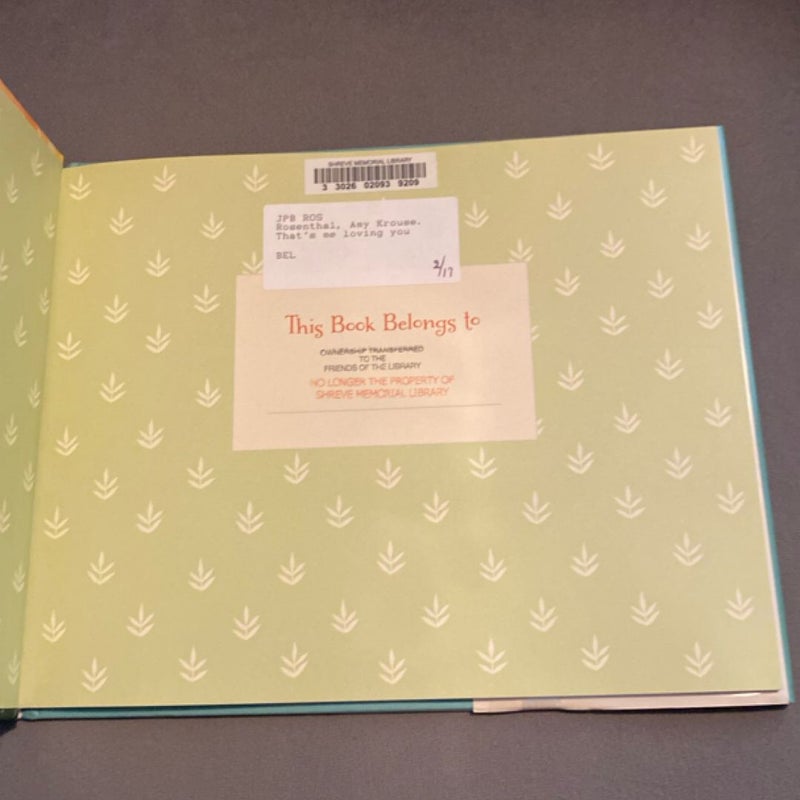 SHREVE MEMORIAL LIBRARY
3 3026 02093 9209
JPB ROS
Rosenthal, Amy Krouse.
That's me loving you
BEL
2/17
This Book Belongs to
OWNERSHIP TRANSFERRED
TO THE
FRIENDS OF THE LIBRARY
NO LONGER THE PROPERTY OF
SHREVE MEMORIAL LIBRARY